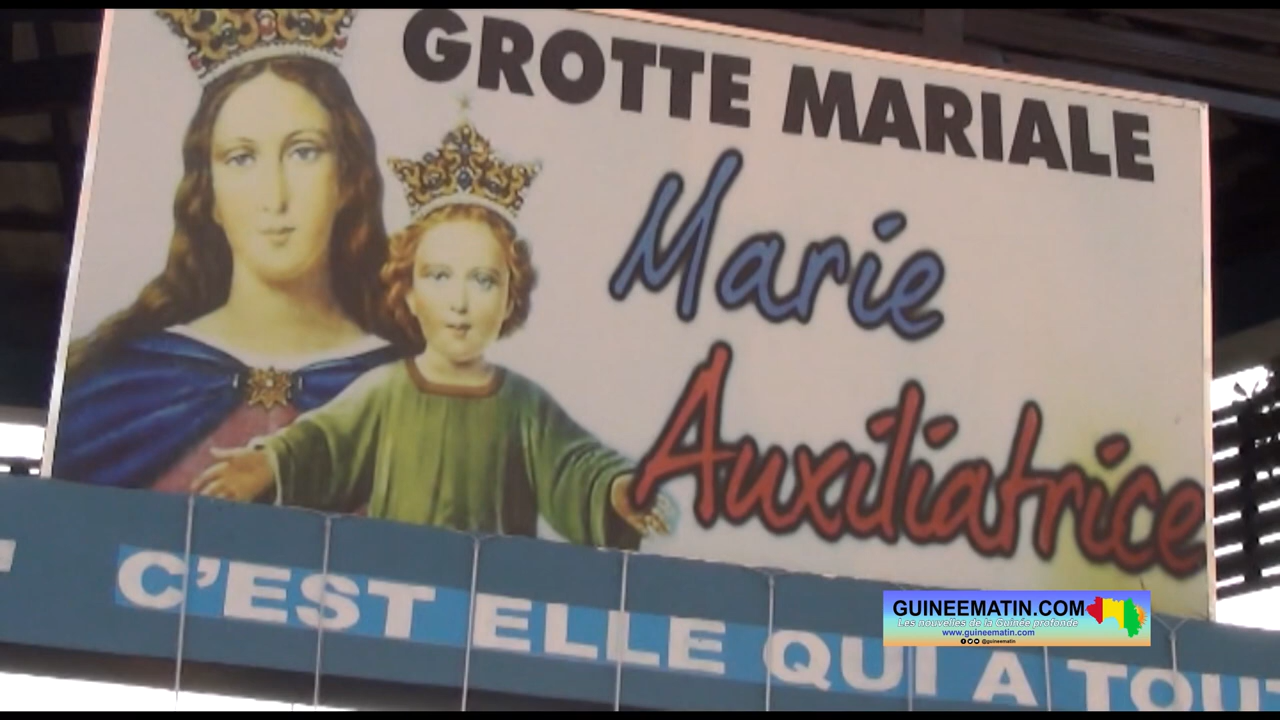 GROTTE MARIALE
Marie
Auxiliatrice
C'EST ELLE QUI A TOUT
GUINEEMATIN.COM
Les nouvelles de la Guinée profonde
www.guineematin.com
@guineematin